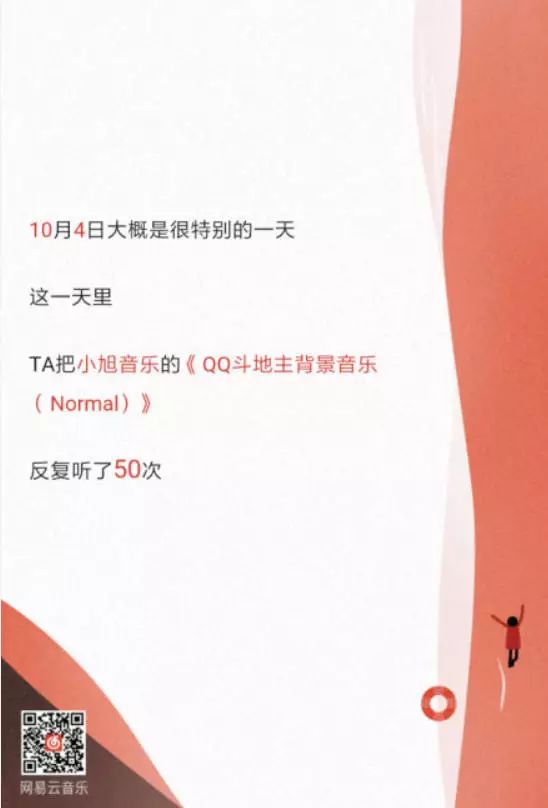 10月4日大概是很特别的一天
这一天里
TA把小旭音乐的《QQ斗地主背景音乐
（Normal）》
反复听了50次
网易云音乐